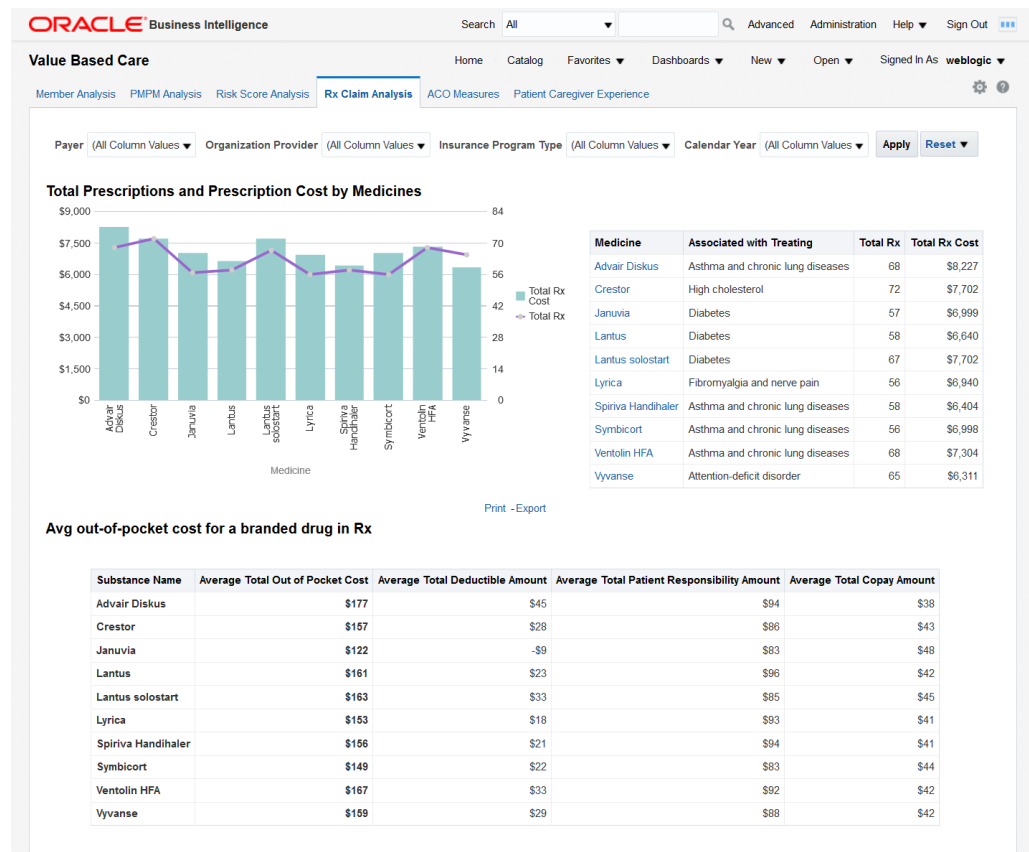 ORACLE Business Intelligence Search All Advanced Administration Help Sign Out
Value Based Care Home Catalog Favorites Dashboards New Open Signed In As weblogic
Member Analysis PMPM Analysis Risk Score Analysis Rx Claim Analysis ACO Measures Patient Caregiver Experience
Payer (All Column Values Organization Provider (All Column Values Insurance Program Type (All Column Values Calendar Year (All Column Values Apply Reset
Total Prescriptions and Prescription Cost by Medicines
$9,000 84
$7,500 70
$6,000 56
$4,500 42
$3,000 28
$1,500 14
$0 0
Advair Diskus
Crestor
Januvia
Lantus
Lantus solostart
Lyrica
Spiriva Handihaler
Symbicort
Ventolin HFA
Vyvanse
Medicine
Total Rx Cost
Total Rx
Medicine Associated with Treating Total Rx Total Rx Cost
Advair Diskus Asthma and chronic lung diseases 68 $8,227
Crestor High cholesterol 72 $7,702
Januvia Diabetes 57 $6,999
Lantus Diabetes 58 $6,640
Lantus solostart Diabetes 67 $7,702
Lyrica Fibromyalgia and nerve pain 56 $6,940
Spiriva Handihaler Asthma and chronic lung diseases 58 $6,404
Symbicort Asthma and chronic lung diseases 56 $6,998
Ventolin HFA Asthma and chronic lung diseases 68 $7,304
Vyvanse Attention-deficit disorder 65 $6,311
Print - Export
Avg out-of-pocket cost for a branded drug in Rx
Substance Name Average Total Out of Pocket Cost Average Total Deductible Amount Average Total Patient Responsibility Amount Average Total Copay Amount
Advair Diskus $177 $45 $94 $38
Crestor $157 $28 $86 $43
Januvia $122 -$9 $83 $48
Lantus $161 $23 $96 $42
Lantus solostart $163 $33 $85 $45
Lyrica $153 $18 $93 $41
Spiriva Handihaler $156 $21 $94 $41
Symbicort $149 $22 $83 $44
Ventolin HFA $167 $33 $92 $42
Vyvanse $159 $29 $88 $42